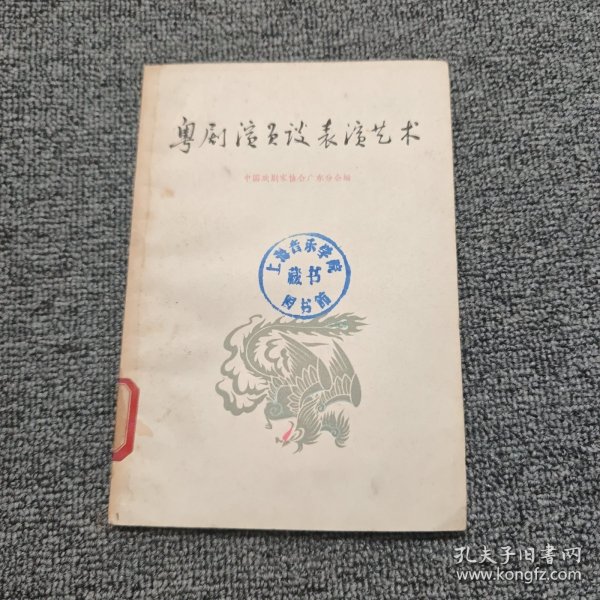 粤剧演员谈表演艺术
中国戏剧家协会广东分会编
上海音乐学院
藏书
图书馆
孔夫子旧书网
www.kongfz.com